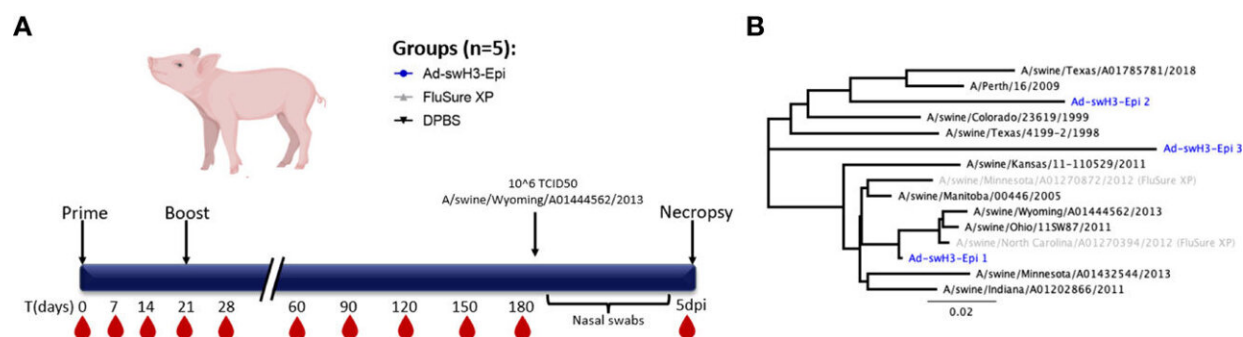 A
Groups (n=5):
Ad-swH3-Epi
FluSure XP
DPBS
10^6 TCID50
A/swine/Wyoming/A01444562/2013
Prime
Boost
Necropsy
T(days) 0 7 14 21 28 60 90 120 150 180 5dpi
Nasal swabs
B
A/swine/Texas/A01785781/2018
A/Perth/16/2009
Ad-swH3-Epi 2
A/swine/Colorado/23619/1999
A/swine/Texas/4199-2/1998
Ad-swH3-Epi 3
A/swine/Kansas/11-110529/2011
A/swine/Minnesota/A01270872/2012 (FluSure XP)
A/swine/Manitoba/00446/2005
A/swine/Wyoming/A01444562/2013
A/swine/Ohio/11SW87/2011
A/swine/North Carolina/A01270394/2012 (FluSure XP)
Ad-swH3-Epi 1
A/swine/Minnesota/A01432544/2013
A/swine/Indiana/A01202866/2011
0.02